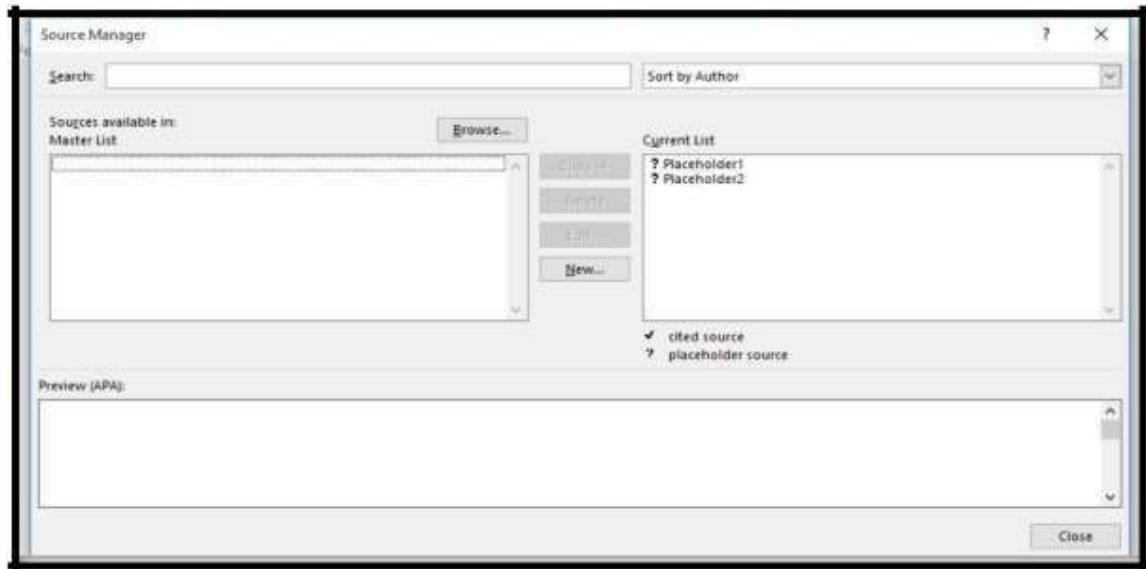 Source Manager ? ×
Search: Sort by Author
Sources available in:
Master List
Browse...
Current List
? Placeholder1
? Placeholder2
New...
✓ cited source
? placeholder source
Preview (APA):
Close